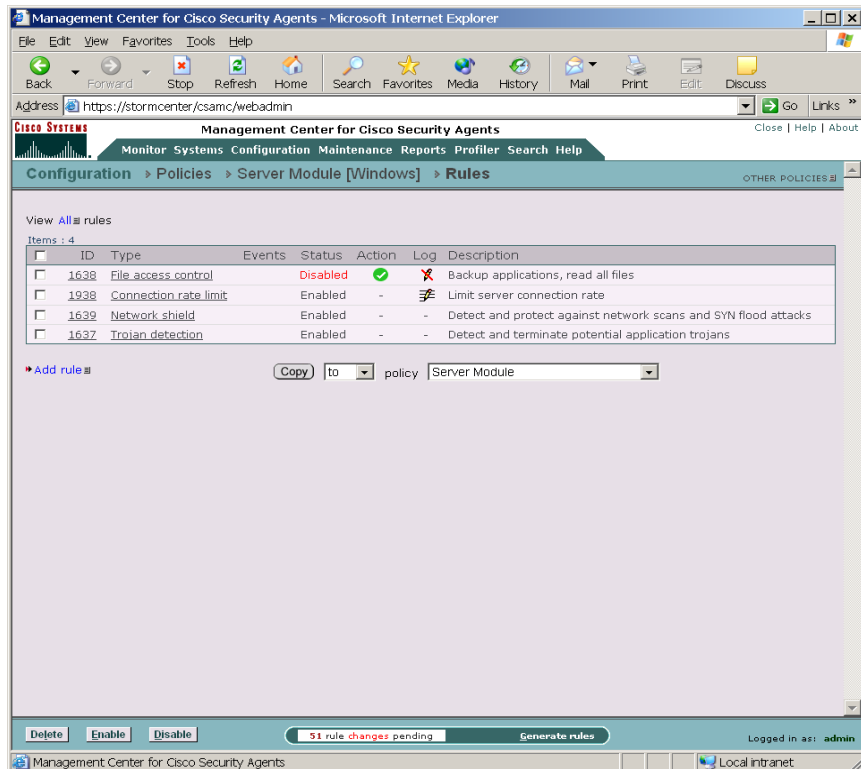 Management Center for Cisco Security Agents - Microsoft Internet Explorer
File Edit View Favorites Tools Help
Back Forward Stop Refresh Home Search Favorites Media History Mail Print Edit Discuss
Address https://stormcenter/csamc/webadmin Go Links »
CISCO SYSTEMS Management Center for Cisco Security Agents Close | Help | About
Monitor Systems Configuration Maintenance Reports Profiler Search Help
Configuration > Policies > Server Module [Windows] > Rules OTHER POLICIES
View All rules
Items : 4
ID Type Events Status Action Log Description
1638 File access control Disabled Backup applications, read all files
1938 Connection rate limit Enabled - Limit server connection rate
1639 Network shield Enabled - - Detect and protect against network scans and SYN flood attacks
1637 Trojan detection Enabled - - Detect and terminate potential application trojans
Add rule Copy to policy Server Module
Delete Enable Disable 51 rule changes pending Generate rules Logged in as: admin
Management Center for Cisco Security Agents Local intranet